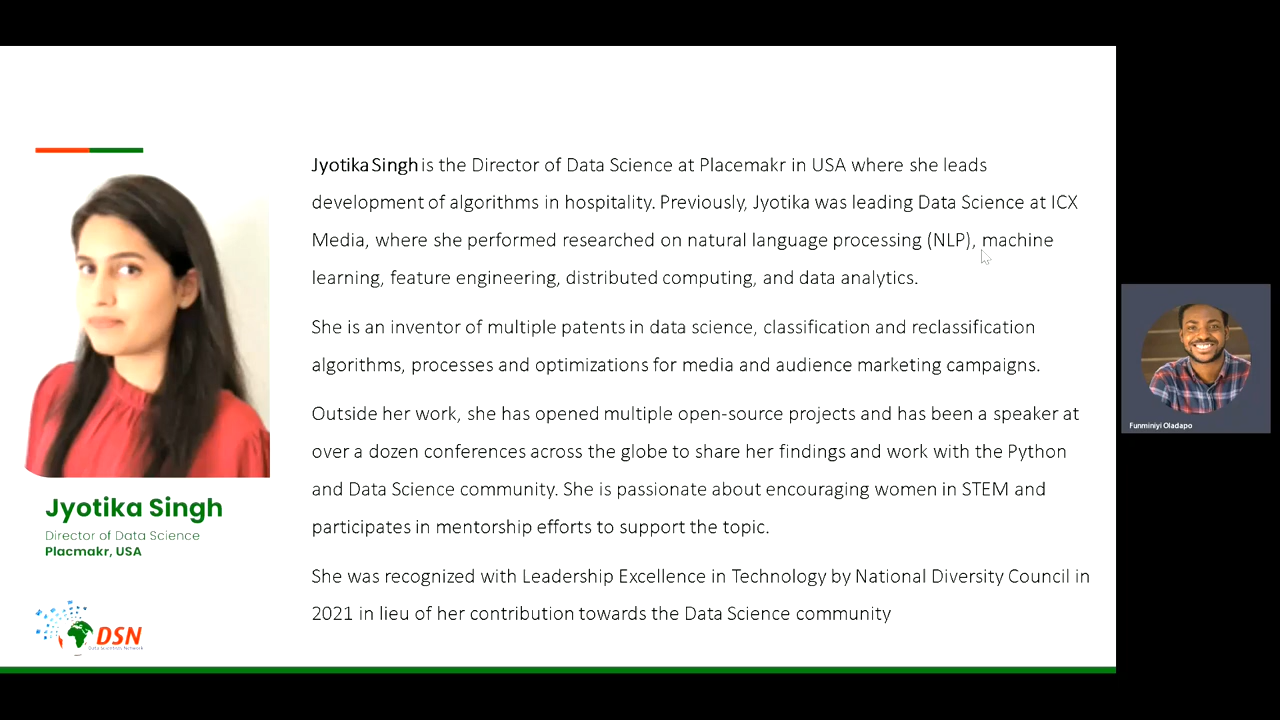 Jyotika Singh is the Director of Data Science at Placemakr in USA where she leads
development of algorithms in hospitality. Previously, Jyotika was leading Data Science at ICX
Media, where she performed researched on natural language processing (NLP), machine
learning, feature engineering, distributed computing, and data analytics.
She is an inventor of multiple patents in data science, classification and reclassification
algorithms, processes and optimizations for media and audience marketing campaigns.
Outside her work, she has opened multiple open-source projects and has been a speaker at
over a dozen conferences across the globe to share her findings and work with the Python
and Data Science community. She is passionate about encouraging women in STEM and
participates in mentorship efforts to support the topic.
She was recognized with Leadership Excellence in Technology by National Diversity Council in
2021 in lieu of her contribution towards the Data Science community
Jyotika Singh
Director of Data Science
Placmakr, USA
DSN
Data Scientists Network
Funminiyi Oladapo